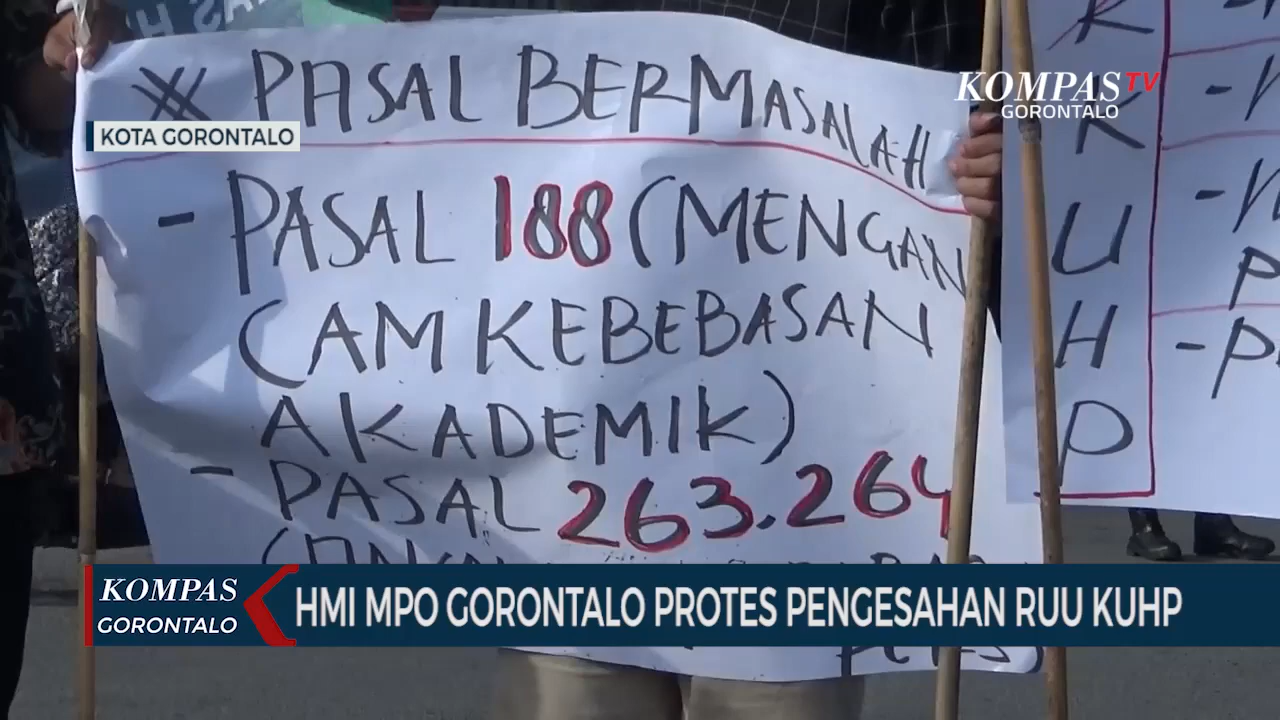 KOMPAS TV
GORONTALO
KOTA GORONTALO
PASAL BERMASALAH
- PASAL 188 (MENGAN
CAM KEBEBASAN
AKADEMIK)
- PASAL 263.264
R
K
U
H
P
KOMPAS
GORONTALO
HMI MPO GORONTALO PROTES PENGESAHAN RUU KUHP